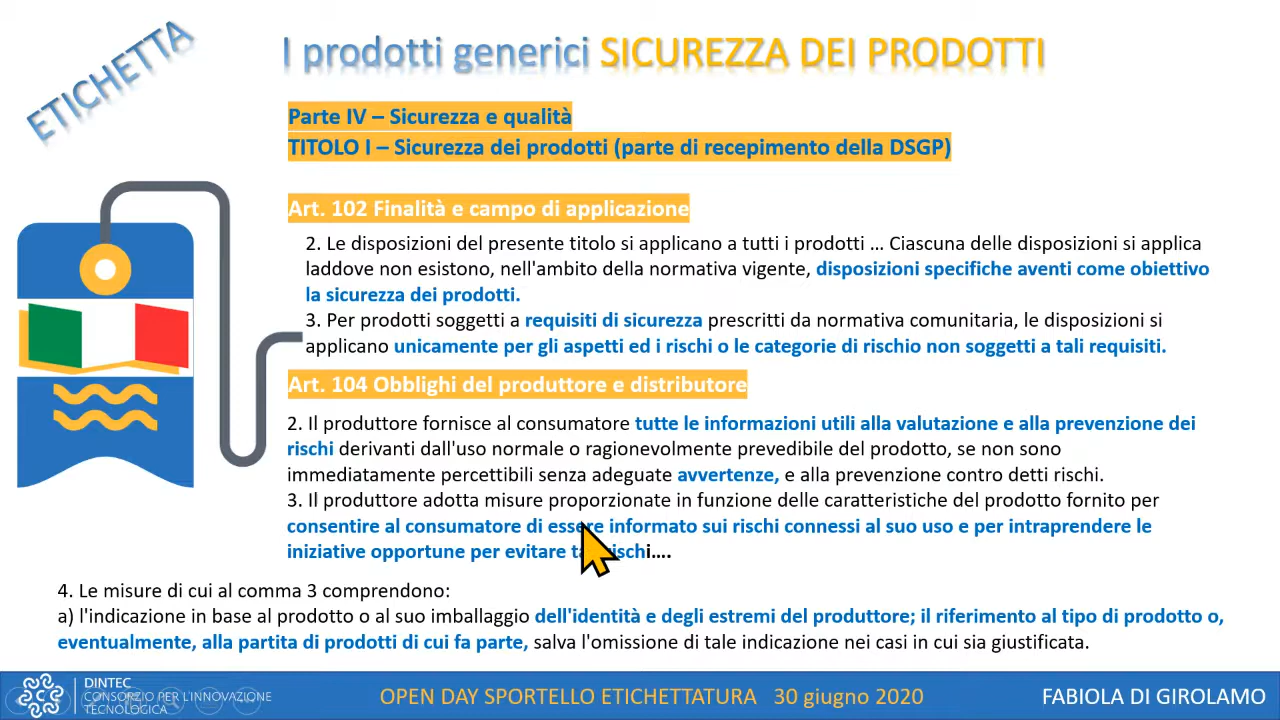 ETICHETTA
I prodotti generici SICUREZZA DEI PRODOTTI
Parte IV – Sicurezza e qualità
TITOLO I – Sicurezza dei prodotti (parte di recepimento della DSGP)
Art. 102 Finalità e campo di applicazione
2. Le disposizioni del presente titolo si applicano a tutti i prodotti ... Ciascuna delle disposizioni si applica
laddove non esistono, nell'ambito della normativa vigente, disposizioni specifiche aventi come obiettivo
la sicurezza dei prodotti.
3. Per prodotti soggetti a requisiti di sicurezza prescritti da normativa comunitaria, le disposizioni si
applicano unicamente per gli aspetti ed i rischi o le categorie di rischio non soggetti a tali requisiti.
Art. 104 Obblighi del produttore e distributore
2. Il produttore fornisce al consumatore tutte le informazioni utili alla valutazione e alla prevenzione dei
rischi derivanti dall'uso normale o ragionevolmente prevedibile del prodotto, se non sono
immediatamente percettibili senza adeguate avvertenze, e alla prevenzione contro detti rischi.
3. Il produttore adotta misure proporzionate in funzione delle caratteristiche del prodotto fornito per
consentire al consumatore di essere informato sui rischi connessi al suo uso e per intraprendere le
iniziative opportune per evitare tali rischi....
4. Le misure di cui al comma 3 comprendono:
a) l'indicazione in base al prodotto o al suo imballaggio dell'identità e degli estremi del produttore; il riferimento al tipo di prodotto o,
eventualmente, alla partita di prodotti di cui fa parte, salva l'omissione di tale indicazione nei casi in cui sia giustificata.
DINTEC
CONSORZIO PER L'INNOVAZIONE
TECNOLOGICA
OPEN DAY SPORTELLO ETICHETTATURA 30 giugno 2020
FABIOLA DI GIROLAMO